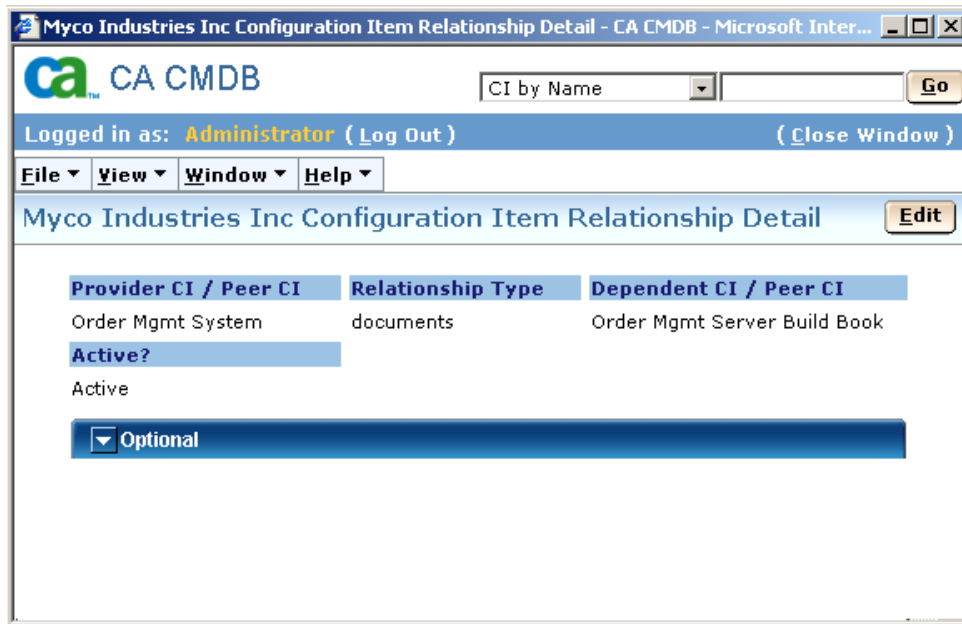 Myco Industries Inc Configuration Item Relationship Detail - CA CMDB - Microsoft Inter...
ca™ CA CMDB
CI by Name Go
Logged in as: Administrator ( Log Out ) ( Close Window )
File View Window Help
Myco Industries Inc Configuration Item Relationship Detail Edit
Provider CI / Peer CI Relationship Type Dependent CI / Peer CI
Order Mgmt System documents Order Mgmt Server Build Book
Active?
Active
Optional